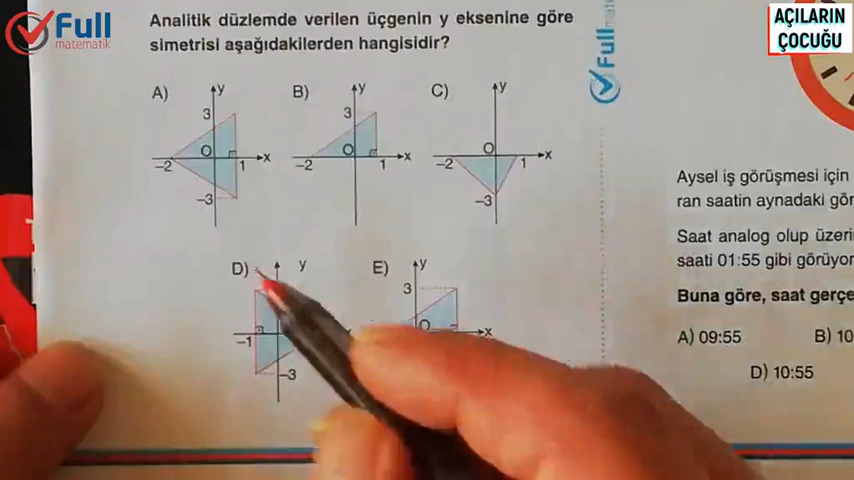 Full
matematik
AÇILARIN
ÇOCUĞU
Analitik düzlemde verilen üçgenin y eksenine göre
simetrisi aşağıdakilerden hangisidir?
Full
A)
y
3
O
x
-2
1
-3
B)
y
3
O
x
-2
1
C)
y
O
x
-2
1
-3
D)
y
-1
-3
E)
y
3
O
x
Aysel iş görüşmesi için
ran saatin aynadaki gör
Saat analog olup üzeri
saati 01:55 gibi görüyo
Buna göre, saat gerçe
A) 09:55
B) 10
D) 10:55